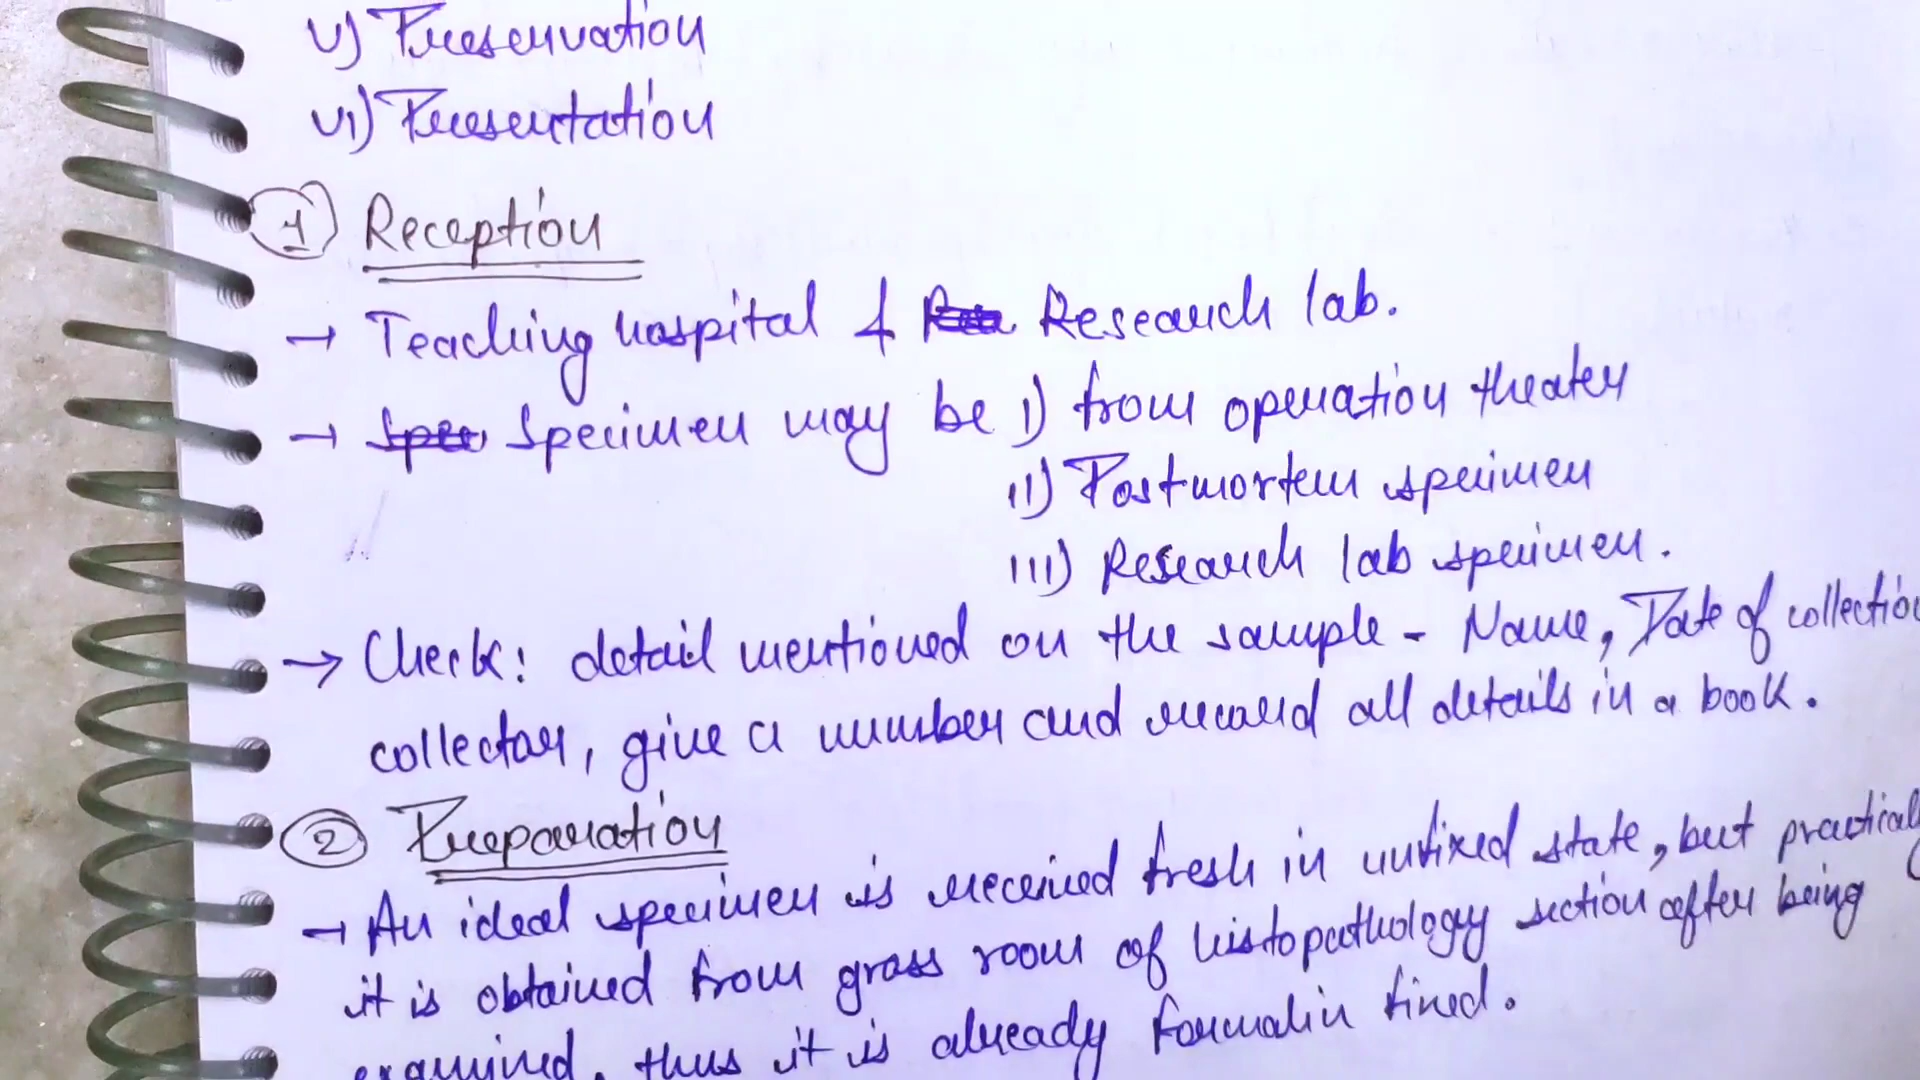 v) Preservation
vi) Presentation
1 Reception
→ Teaching hospital & Research lab.
→ specimen may be i) from operation theater
ii) Postmortem specimen
iii) Research lab specimen.
→ Check: detail mentioned on the sample - Name, Date of collection
collector, give a number and record all details in a book.
2 Preparation
→ An ideal specimen is received fresh in unfixed state, but practically
it is obtained from grass room of histopathology section after being
examined, thus it is already formalin fixed.